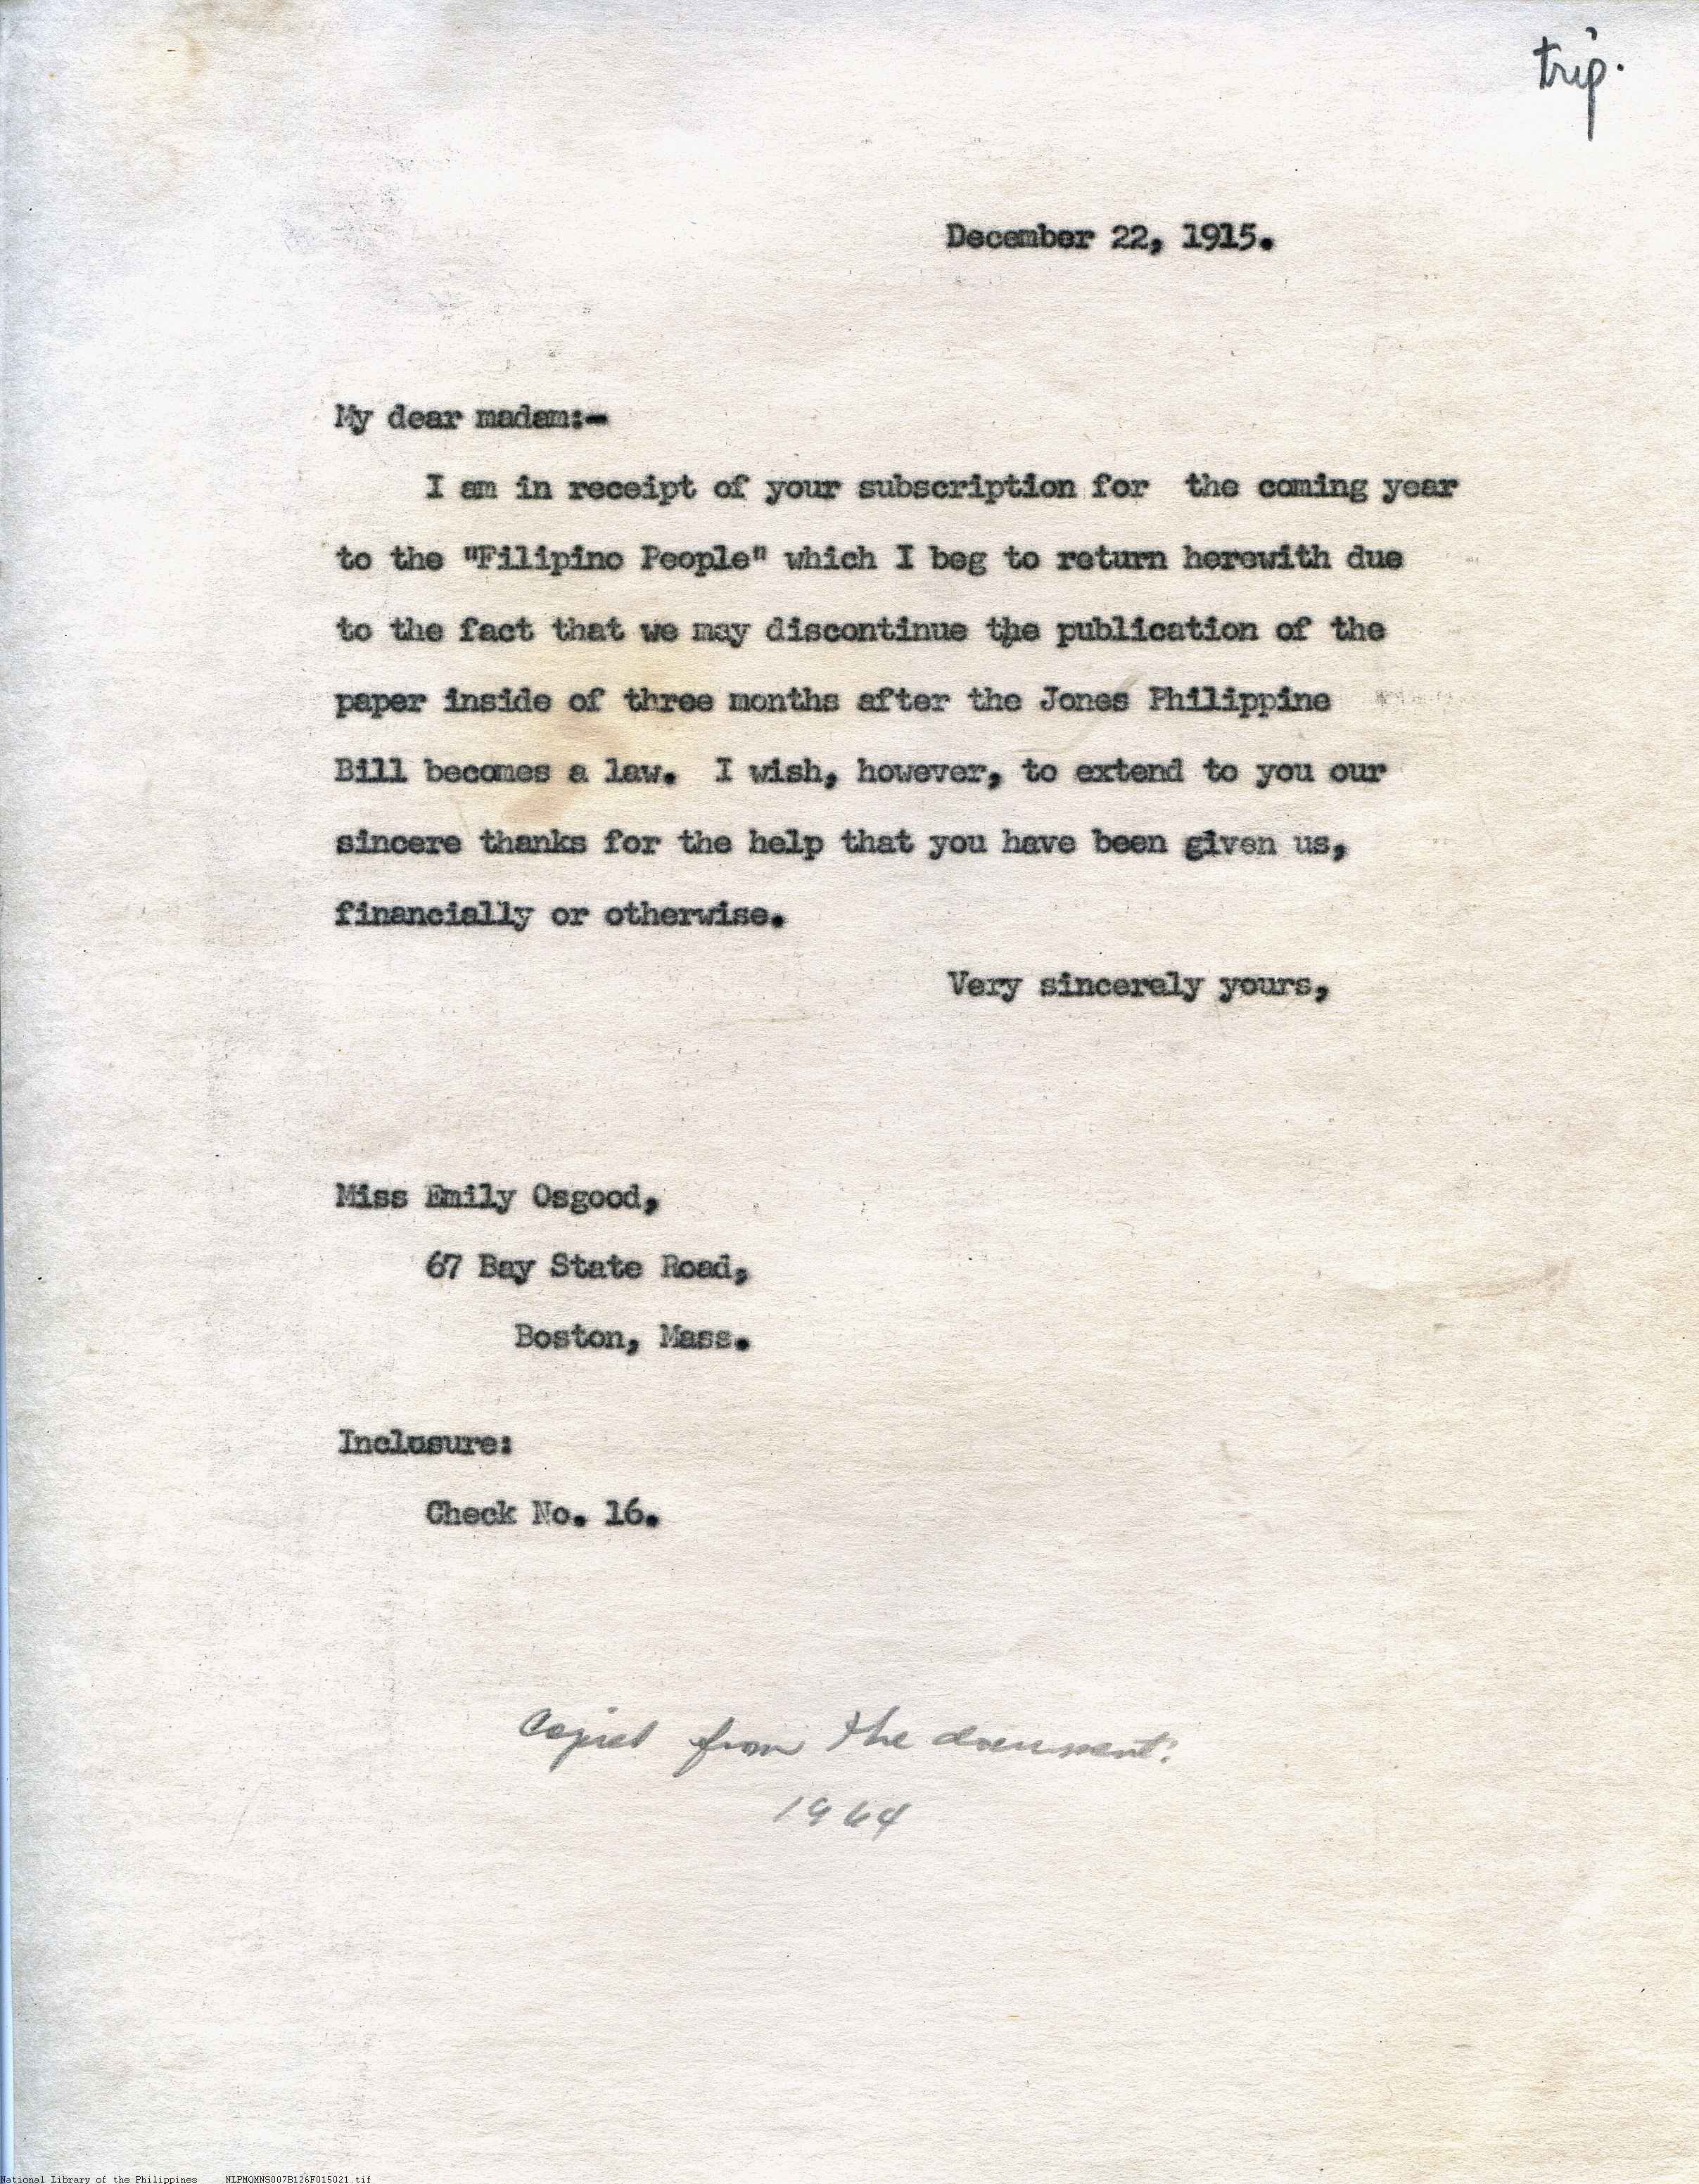 trip.
December 22, 1915.
My dear madam:-
I am in receipt of your subscription for the coming year
to the "Filipino People" which I beg to return herewith due
to the fact that we may discontinue the publication of the
paper inside of three months after the Jones Philippine
Bill becomes a law. I wish, however, to extend to you our
sincere thanks for the help that you have been given us,
financially or otherwise.
Very sincerely yours,
Miss Emily Osgood,
67 Bay State Road,
Boston, Mass.
Inclosure:
Check No. 16.
Copied from the document:
1964
National Library of the Philippines NLPMQMNS007B126F015021.tif